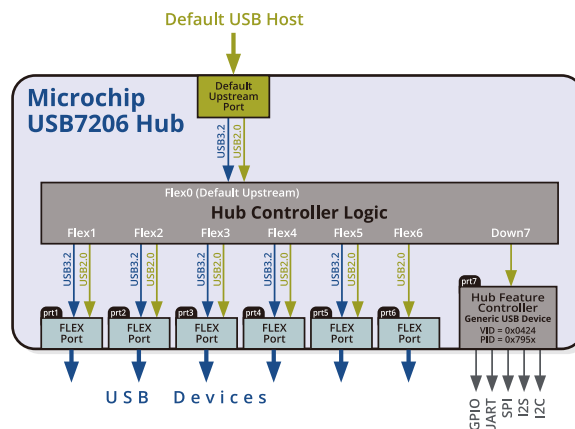 Default USB Host
Default
Upstream
Port
Microchip
USB7206 Hub
USB3.2
USB2.0
Flex0 (Default Upstream)
Hub Controller Logic
Flex1 Flex2 Flex3 Flex4 Flex5 Flex6 Down7
USB3.2 USB2.0 USB3.2 USB2.0 USB3.2 USB2.0 USB3.2 USB2.0 USB3.2 USB2.0 USB2.0
prt1 prt2 prt3 prt4 prt5 prt6 prt7
FLEX Port
FLEX Port
FLEX Port
FLEX Port
FLEX Port
FLEX Port
Hub Feature
Controller
Generic USB Device
VID = 0x0424
PID = 0x795x
USB Devices
GPIO
UART
SPI
I2S
I2C